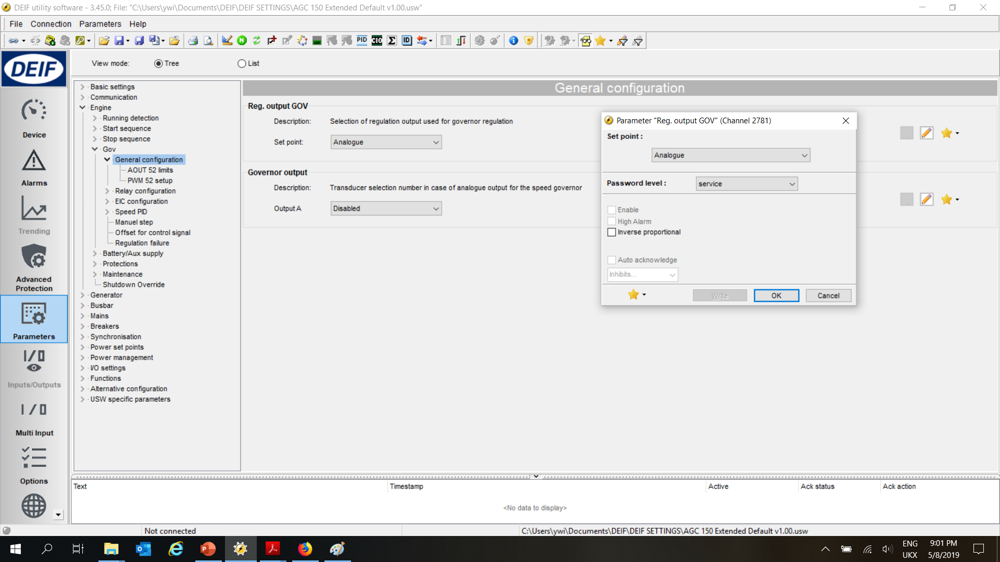 DEIF utility software - 3.45.0; File: "C:\Users\ywi\Documents\DEIF\DEIF SETTINGS\AGC 150 Extended Default v1.00.usw"
File Connection Parameters Help
PID CIO Σ ID
DEIF
View mode: Tree List
Device
Alarms
Trending
Advanced
Protection
Parameters
Inputs/Outputs
Multi Input
Options
Basic settings
Communication
Engine
Running detection
Start sequence
Stop sequence
Gov
General configuration
AOUT 52 limits
PWM 52 setup
Relay configuration
EIC configuration
Speed PID
Manuel step
Offset for control signal
Regulation failure
Battery/Aux supply
Protections
Maintenance
Shutdown Override
Generator
Busbar
Mains
Breakers
Synchronisation
Power set points
Power management
I/O settings
Functions
Alternative configuration
USW specific parameters
General configuration
Reg. output GOV
Description: Selection of regulation output used for governor regulation
Set point: Analogue
Governor output
Description: Transducer selection number in case of analogue output for the speed governor
Output A Disabled
Parameter "Reg. output GOV" (Channel 2781)
Set point :
Analogue
Password level : service
Enable
High Alarm
Inverse proportional
Auto acknowledge
Inhibits...
Write OK Cancel
Text Timestamp Active Ack status Ack action
<No data to display>
Not connected C:\Users\ywi\Documents\DEIF\DEIF SETTINGS\AGC 150 Extended Default v1.00.usw
ENG
UKX
9:01 PM
5/8/2019